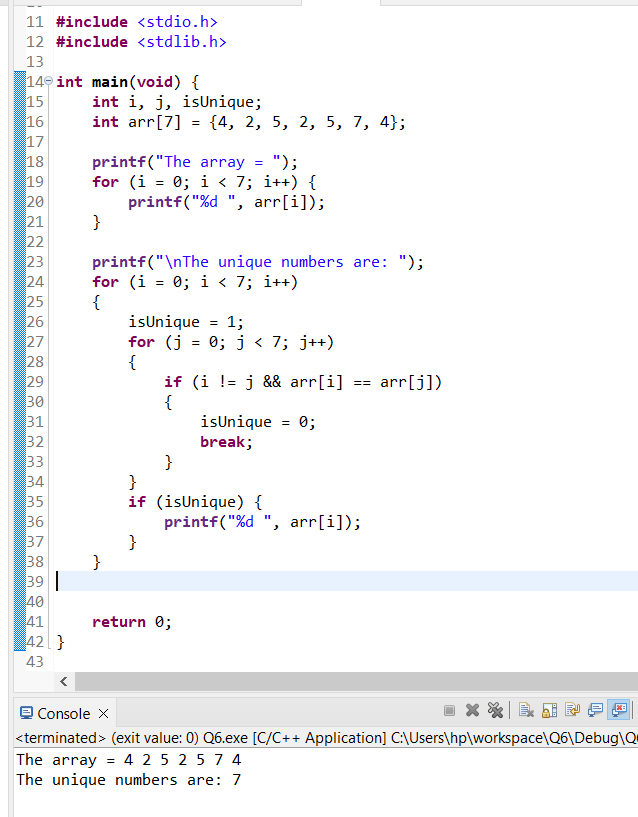 11 #include <stdio.h>
12 #include <stdlib.h>
13
14 int main(void) {
15     int i, j, isUnique;
16     int arr[7] = {4, 2, 5, 2, 5, 7, 4};
17
18     printf("The array = ");
19     for (i = 0; i < 7; i++) {
20         printf("%d ", arr[i]);
21     }
22
23     printf("\nThe unique numbers are: ");
24     for (i = 0; i < 7; i++)
25     {
26         isUnique = 1;
27         for (j = 0; j < 7; j++)
28         {
29             if (i != j && arr[i] == arr[j])
30             {
31                 isUnique = 0;
32                 break;
33             }
34         }
35         if (isUnique) {
36             printf("%d ", arr[i]);
37         }
38     }
39
40
41     return 0;
42 }
43
Console
<terminated> (exit value: 0) Q6.exe [C/C++ Application] C:\Users\hp\workspace\Q6\Debug\
The array = 4 2 5 2 5 7 4
The unique numbers are: 7